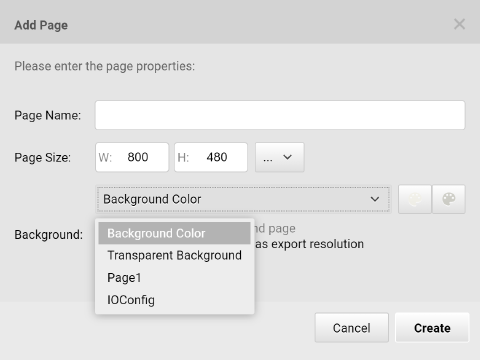 Add Page
Please enter the page properties:
Page Name:
Page Size: W: 800 H: 480 ...
Background Color
Background:
Background Color
Transparent Background
Page1
IOConfig
page
as export resolution
Cancel Create